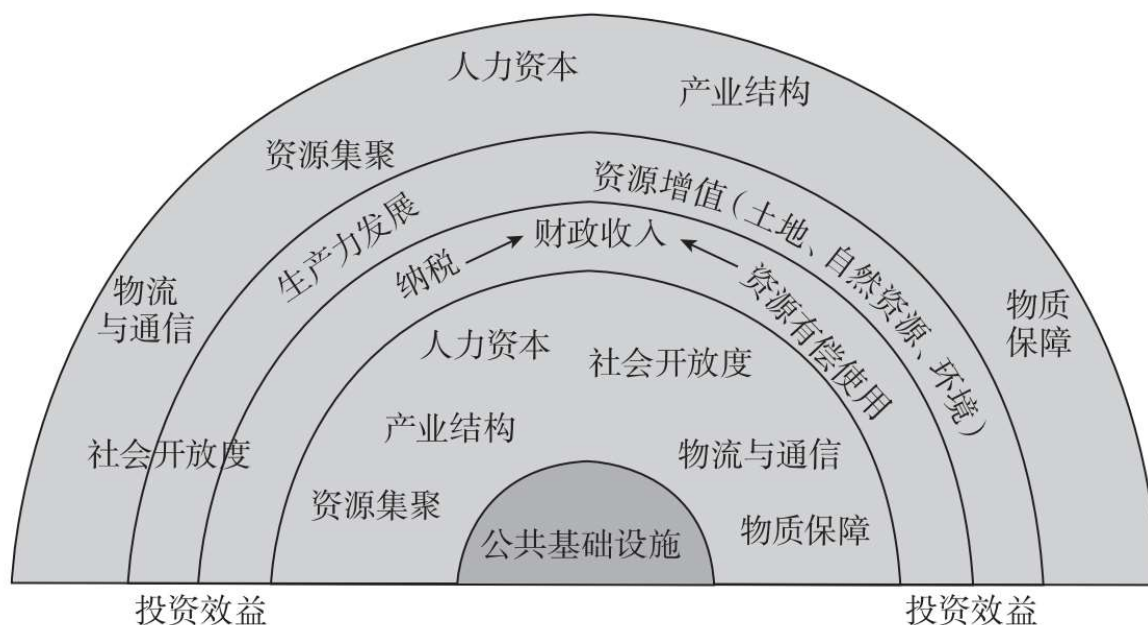 人力资本
产业结构
资源集聚
资源增值(土地、自然资源、环境)
生产力发展
财政收入
纳税
资源有偿使用
物流
与通信
物质
保障
人力资本
社会开放度
产业结构
社会开放度
物流与通信
资源集聚
物质保障
公共基础设施
投资效益
投资效益